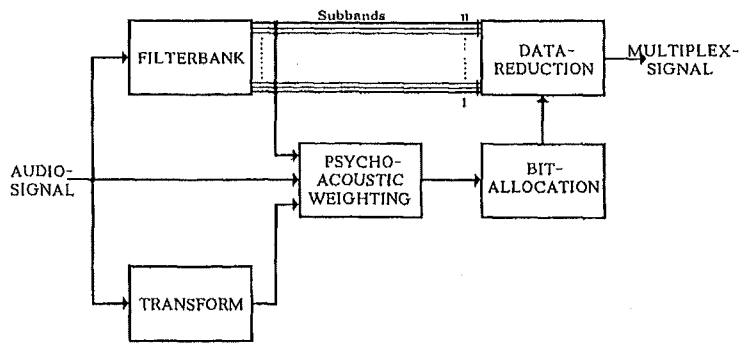 Subbands
n
FILTERBANK
DATA-
REDUCTION
MULTIPLEX-
SIGNAL
1
AUDIO-
SIGNAL
PSYCHO-
ACOUSTIC
WEIGHTING
BIT-
ALLOCATION
TRANSFORM